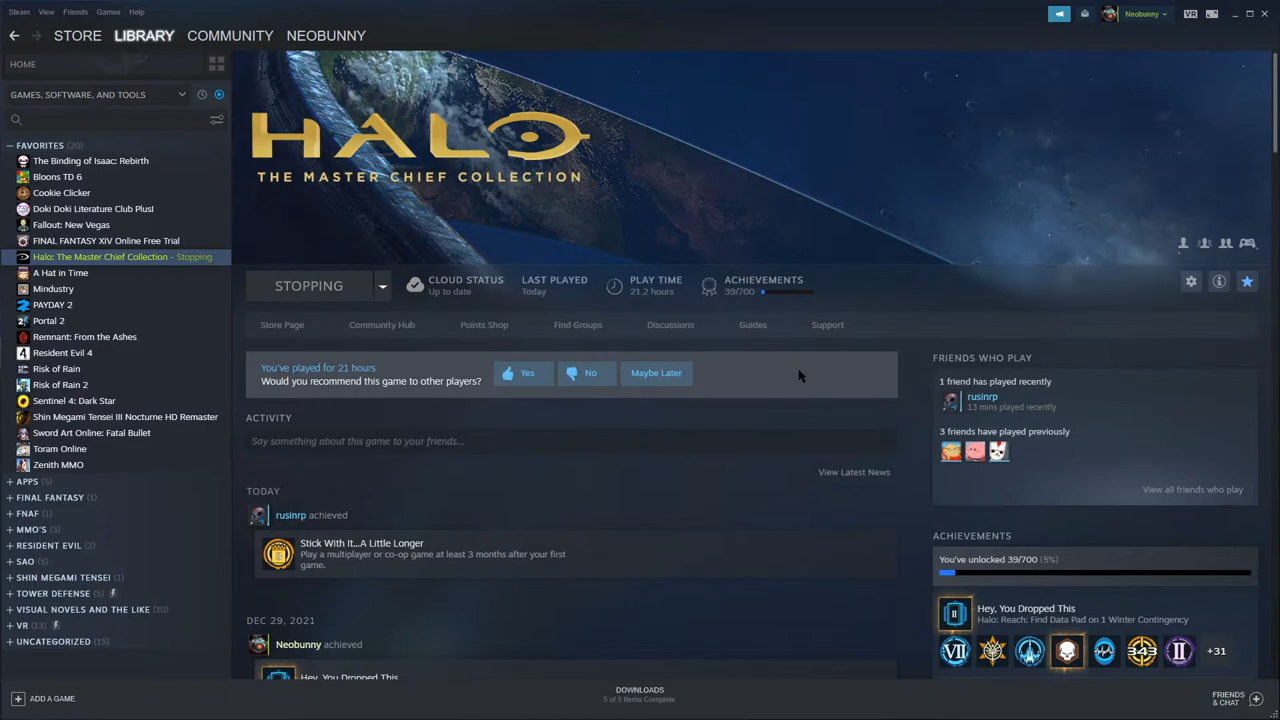 Steam View Friends Games Help
Neobunny
VR
STORE LIBRARY COMMUNITY NEOBUNNY
HOME
GAMES, SOFTWARE, AND TOOLS
FAVORITES (20)
The Binding of Isaac: Rebirth
Bloons TD 6
Cookie Clicker
Doki Doki Literature Club Plus!
Fallout: New Vegas
FINAL FANTASY XIV Online Free Trial
Halo: The Master Chief Collection - Stopping
A Hat in Time
Mindustry
PAYDAY 2
Portal 2
Remnant: From the Ashes
Resident Evil 4
Risk of Rain
Risk of Rain 2
Sentinel 4: Dark Star
Shin Megami Tensei III Nocturne HD Remaster
Sword Art Online: Fatal Bullet
Toram Online
Zenith MMO
APPS (5)
FINAL FANTASY (1)
FNAF (1)
MMO'S (3)
RESIDENT EVIL (2)
SAO (5)
SHIN MEGAMI TENSEI (1)
TOWER DEFENSE (5)
VISUAL NOVELS AND THE LIKE (10)
VR (13)
UNCATEGORIZED (15)
ADD A GAME
HALO
THE MASTER CHIEF COLLECTION
STOPPING
CLOUD STATUS
Up to date
LAST PLAYED
Today
PLAY TIME
21.2 hours
ACHIEVEMENTS
39/700
Store Page Community Hub Points Shop Find Groups Discussions Guides Support
You've played for 21 hours
Would you recommend this game to other players?
Yes No Maybe Later
ACTIVITY
Say something about this game to your friends...
View Latest News
TODAY
rusinrp achieved
Stick With It...A Little Longer
Play a multiplayer or co-op game at least 3 months after your first
game.
DEC 29, 2021
Neobunny achieved
Hey, You Dropped This
FRIENDS WHO PLAY
1 friend has played recently
rusinrp
13 mins played recently
3 friends have played previously
View all friends who play
ACHIEVEMENTS
You've unlocked 39/700 (5%)
II
Hey, You Dropped This
Halo: Reach: Find Data Pad on 1 Winter Contingency
VII 343 II +31
DOWNLOADS
5 of 5 Items Complete
FRIENDS
& CHAT